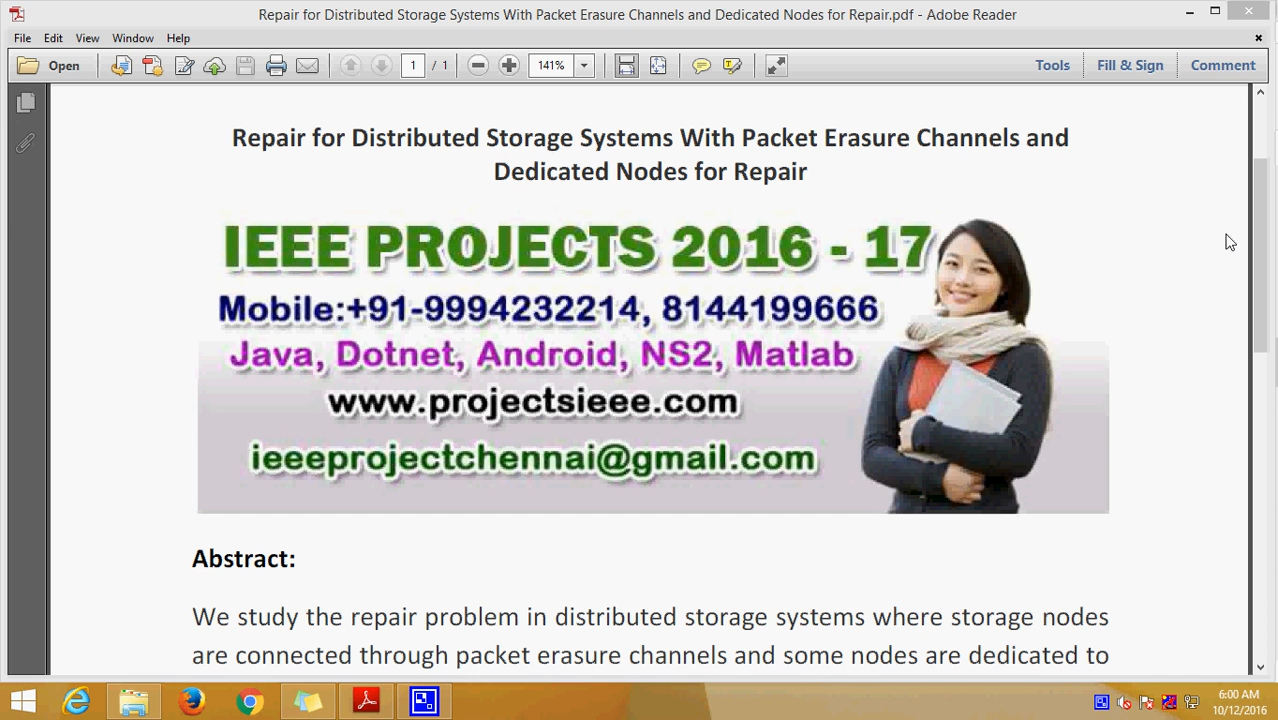 Repair for Distributed Storage Systems With Packet Erasure Channels and Dedicated Nodes for Repair.pdf - Adobe Reader
File Edit View Window Help
Open 1 / 1 141% Tools Fill & Sign Comment
Repair for Distributed Storage Systems With Packet Erasure Channels and
Dedicated Nodes for Repair
IEEE PROJECTS 2016 - 17
Mobile:+91-9994232214, 8144199666
Java, Dotnet, Android, NS2, Matlab
www.projectsieee.com
ieeeprojectchennai@gmail.com
Abstract:
We study the repair problem in distributed storage systems where storage nodes
are connected through packet erasure channels and some nodes are dedicated to
6:00 AM
10/12/2016